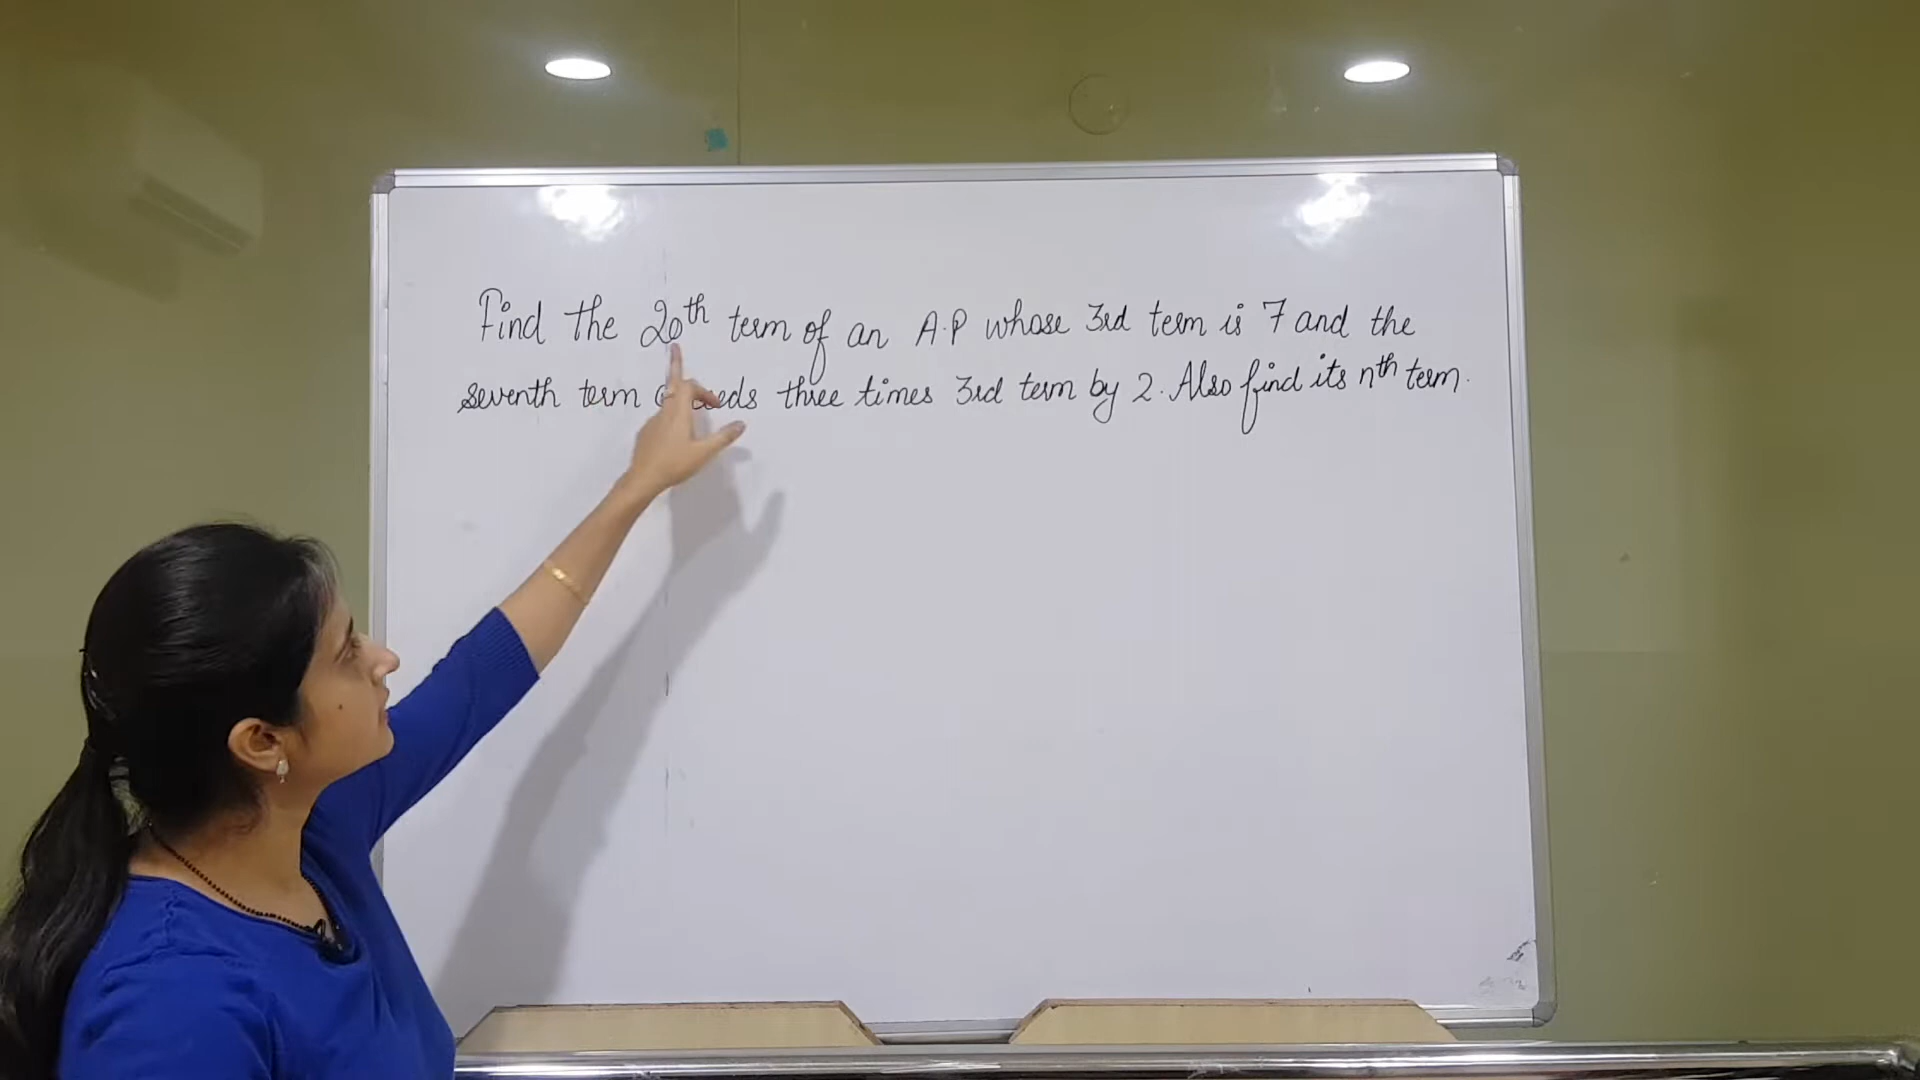 Find the 20th term of an A.P whose 3rd term is 7 and the
seventh term three times 3rd term by 2. Also find its nth term.